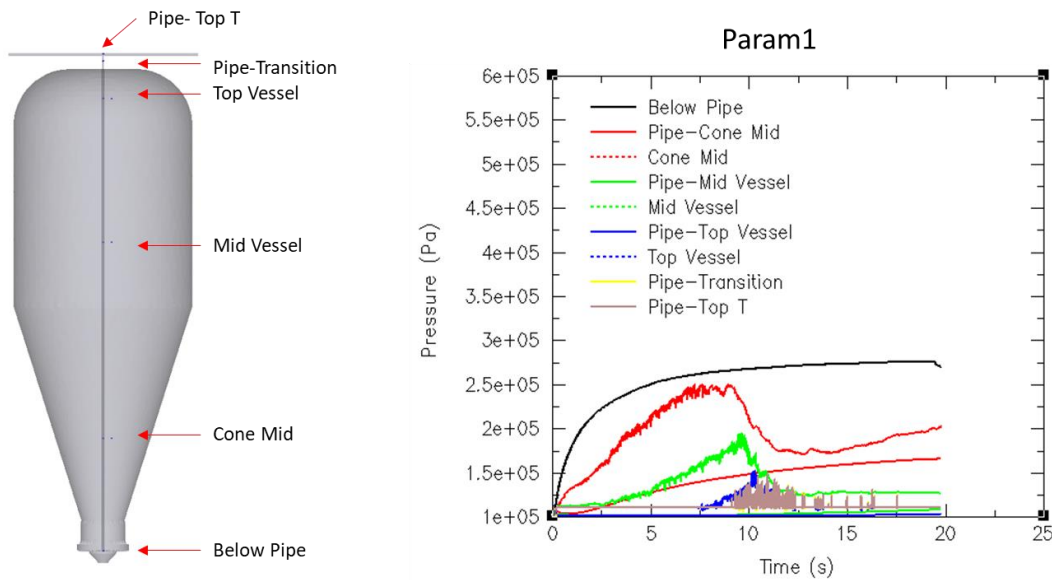 Pipe- Top T
Pipe-Transition
Top Vessel
Mid Vessel
Cone Mid
Below Pipe
Param1
Pressure (Pa)
6e+05
5.5e+05
5e+05
4.5e+05
4e+05
3.5e+05
3e+05
2.5e+05
2e+05
1.5e+05
1e+05
Below Pipe
Pipe-Cone Mid
Cone Mid
Pipe-Mid Vessel
Mid Vessel
Pipe-Top Vessel
Top Vessel
Pipe-Transition
Pipe-Top T
0 5 10 15 20 25
Time (s)